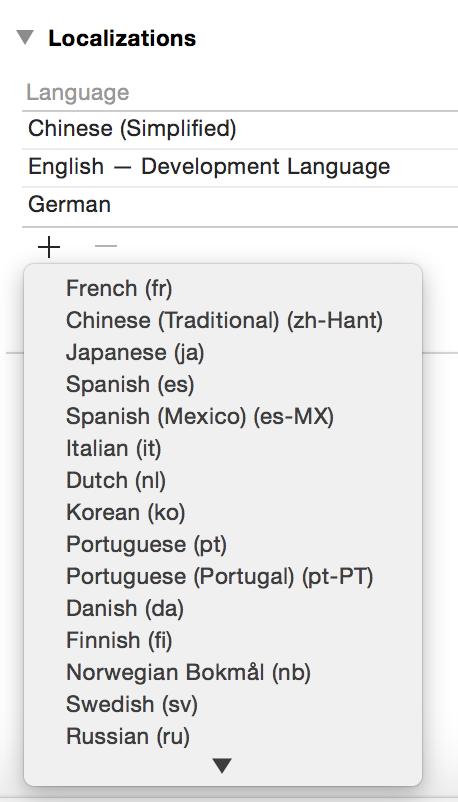 Localizations
Language
Chinese (Simplified)
English — Development Language
German
French (fr)
Chinese (Traditional) (zh-Hant)
Japanese (ja)
Spanish (es)
Spanish (Mexico) (es-MX)
Italian (it)
Dutch (nl)
Korean (ko)
Portuguese (pt)
Portuguese (Portugal) (pt-PT)
Danish (da)
Finnish (fi)
Norwegian Bokmål (nb)
Swedish (sv)
Russian (ru)